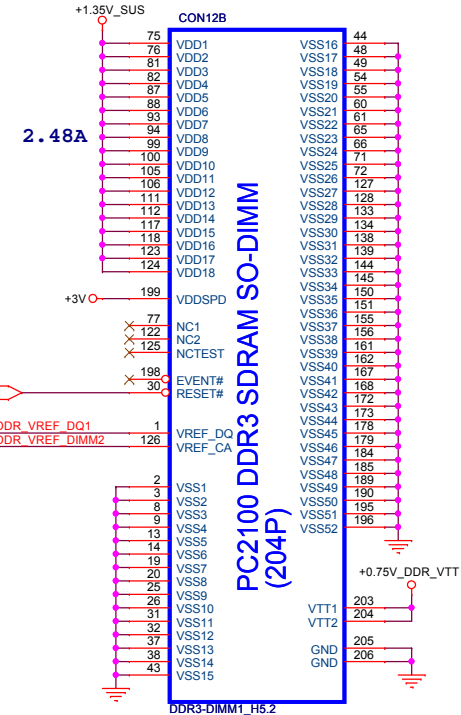 +1.35V_SUS
CON12B
2.48A
75 VDD1
76 VDD2
81 VDD3
82 VDD4
87 VDD5
88 VDD6
93 VDD7
94 VDD8
99 VDD9
100 VDD10
105 VDD11
106 VDD12
111 VDD13
112 VDD14
117 VDD15
118 VDD16
123 VDD17
124 VDD18
+3V 199 VDDSPD
77 NC1
122 NC2
125 NCTEST
198 EVENT#
30 RESET#
DDR_VREF_DQ1 1 VREF_DQ
DDR_VREF_DIMM2 126 VREF_CA
2 VSS1
3 VSS2
8 VSS3
9 VSS4
13 VSS5
14 VSS6
19 VSS7
20 VSS8
25 VSS9
26 VSS10
31 VSS11
32 VSS12
37 VSS13
38 VSS14
43 VSS15
PC2100 DDR3 SDRAM SO-DIMM
(204P)
VSS16 44
VSS17 48
VSS18 49
VSS19 54
VSS20 55
VSS21 60
VSS22 61
VSS23 65
VSS24 66
VSS25 71
VSS26 72
VSS27 127
VSS28 128
VSS29 133
VSS30 134
VSS31 138
VSS32 139
VSS33 144
VSS34 145
VSS35 150
VSS36 151
VSS37 155
VSS38 156
VSS39 161
VSS40 162
VSS41 167
VSS42 168
VSS43 172
VSS44 173
VSS45 178
VSS46 179
VSS47 184
VSS48 185
VSS49 189
VSS50 190
VSS51 195
VSS52 196
+0.75V_DDR_VTT
VTT1 203
VTT2 204
GND 205
GND 206
DDR3-DIMM1_H5.2